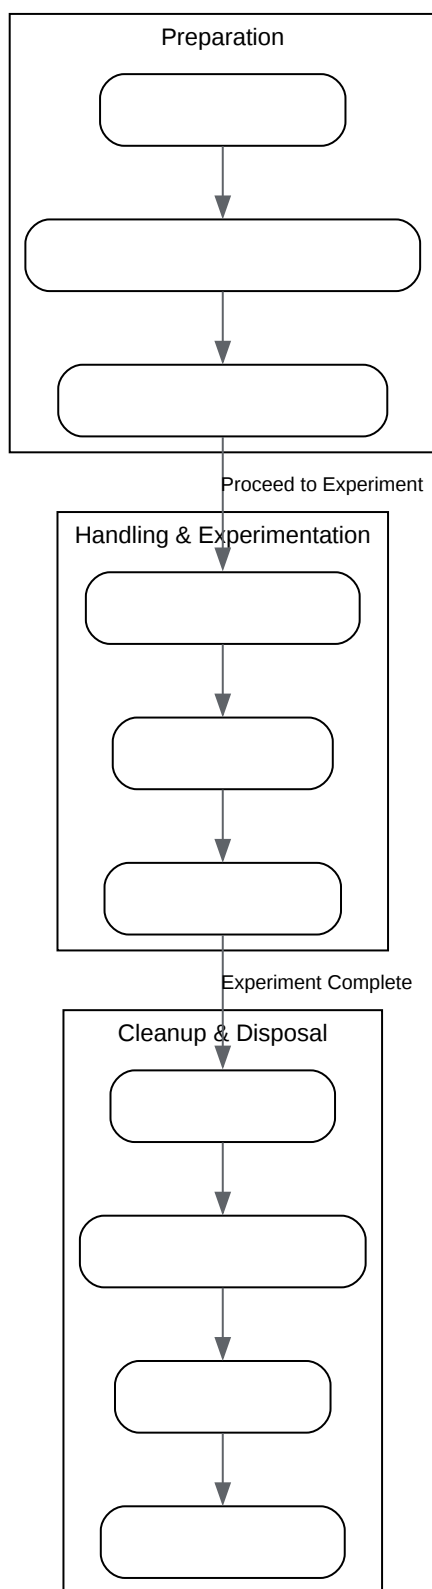 Preparation
Proceed to Experiment
Handling & Experimentation
Experiment Complete
Cleanup & Disposal